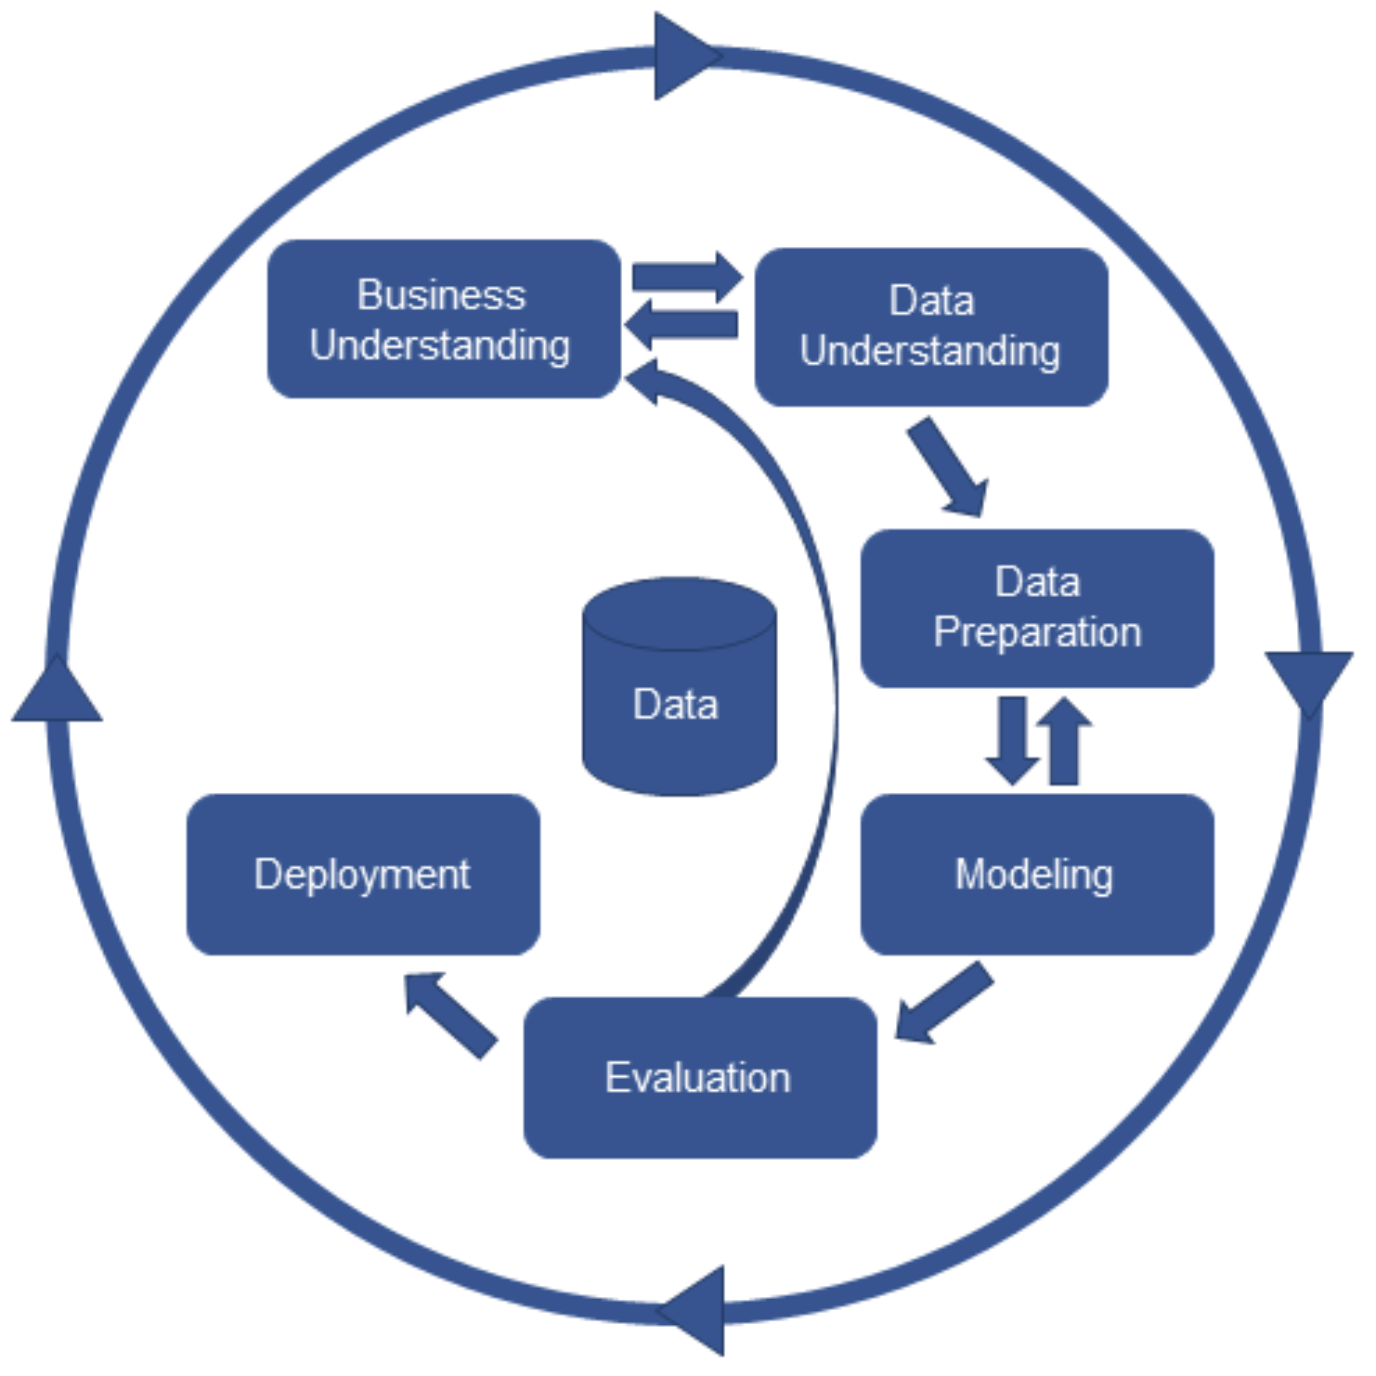 Business
Understanding
Data
Understanding
Data
Preparation
Data
Modeling
Deployment
Evaluation